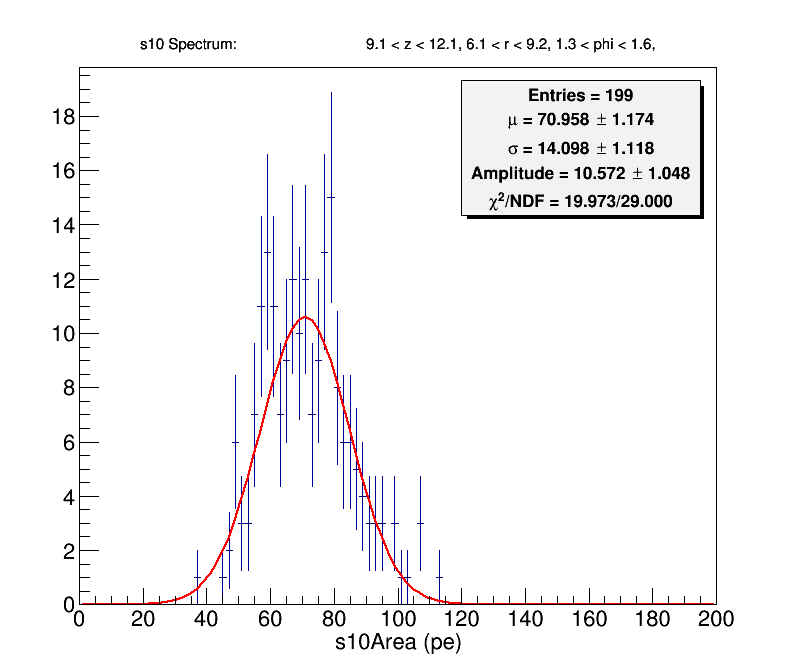 s10 Spectrum: 9.1 < z < 12.1, 6.1 < r < 9.2, 1.3 < phi < 1.6,
Entries = 199
μ = 70.958 ± 1.174
σ = 14.098 ± 1.118
Amplitude = 10.572 ± 1.048
χ²/NDF = 19.973/29.000
18
16
14
12
10
8
6
4
2
0
0 20 40 60 80 100 120 140 160 180 200
s10Area (pe)